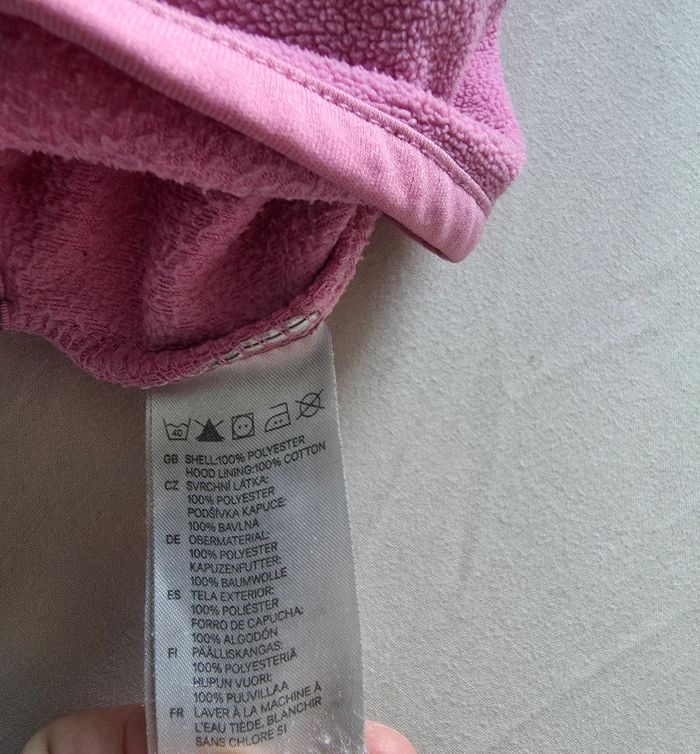 40
GB SHELL:100% POLYESTER
HOOD LINING:100% COTTON
CZ SVRCHNÍ LÁTKA:
100% POLYESTER
PODŠÍVKA KAPUCE:
100% BAVLNA
DE OBERMATERIAL:
100% POLYESTER
KAPUZENFUTTER:
100% BAUMWOLLE
ES TELA EXTERIOR:
100% POLIÉSTER
FORRO DE CAPUCHA:
100% ALGODÓN
FI PÄÄLLISKANGAS:
100% POLYESTERIÄ
HUPUN VUORI:
100% PUUVILLAA
FR LAVER À LA MACHINE À
L'EAU TIÈDE, BLANCHIR
SANS CHLORE SI